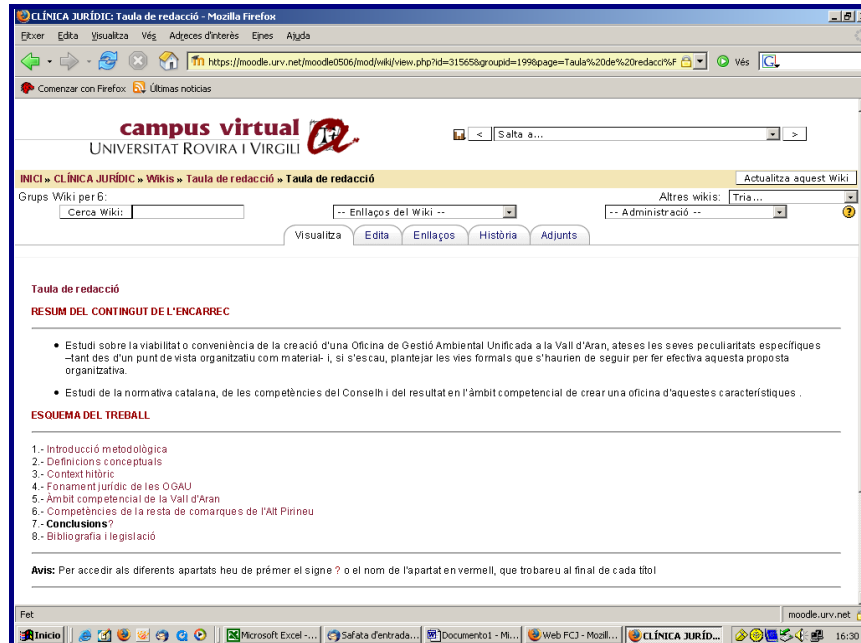 CLÍNICA JURÍDIC: Taula de redacció - Mozilla Firefox
Fitxer Edita Visualitza Vés Adreces d'interès Eines Ajuda
https://moodle.urv.net/moodle0506/mod/wiki/view.php?id=31565&groupid=199&page=Taula%20de%20redacci%F Vés
Comenzar con Firefox Últimas noticias
campus virtual
UNIVERSITAT ROVIRA I VIRGILI
< Salta a... >
INICI » CLÍNICA JURÍDIC » Wikis » Taula de redacció » Taula de redacció Actualitza aquest Wiki
Grups Wiki per 6: Altres wikis: Tria...
Cerca Wiki: -- Enllaços del Wiki -- -- Administració --
Visualitza Edita Enllaços Història Adjunts
Taula de redacció
RESUM DEL CONTINGUT DE L'ENCARREC
• Estudi sobre la viabilitat o conveniència de la creació d'una Oficina de Gestió Ambiental Unificada a la Vall d'Aran, ateses les seves peculiaritats específiques
–tant des d'un punt de vista organitzatiu com material- i, si s'escau, plantejar les vies formals que s'haurien de seguir per fer efectiva aquesta proposta
organitzativa.
• Estudi de la normativa catalana, de les competències del Conselh i del resultat en l'àmbit competencial de crear una oficina d'aquestes característiques .
ESQUEMA DEL TREBALL
1.- Introducció metodològica
2.- Definicions conceptuals
3.- Context hitòric
4.- Fonament jurídic de les OGAU
5.- Àmbit competencial de la Vall d'Aran
6.- Competències de la resta de comarques de l'Alt Pirineu
7.- Conclusions?
8.- Bibliografia i legislació
Avis: Per accedir als diferents apartats heu de prémer el signe ? o el nom de l'apartat en vermell, que trobareu al final de cada títol
Fet moodle.urv.net
Inicio Microsoft Excel -... Safata d'entrada... Documento1 - Mi... Web FCJ - Mozill... CLÍNICA JURÍD... 16:30